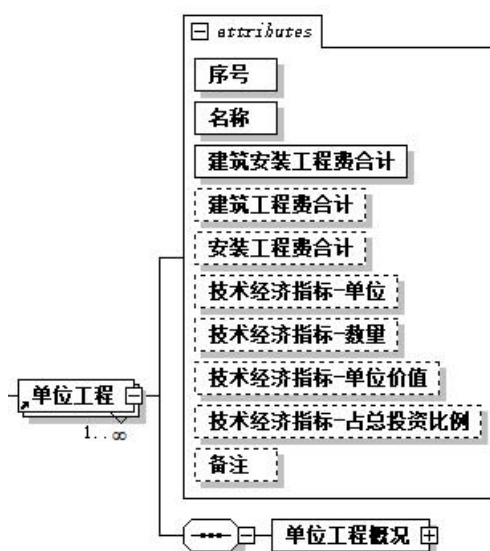 attributes
序号
名称
建筑安装工程费合计
建筑工程费合计
安装工程费合计
技术经济指标-单位
技术经济指标-数量
技术经济指标-单位价值
技术经济指标-占总投资比例
备注
单位工程
1..∞
单位工程概况